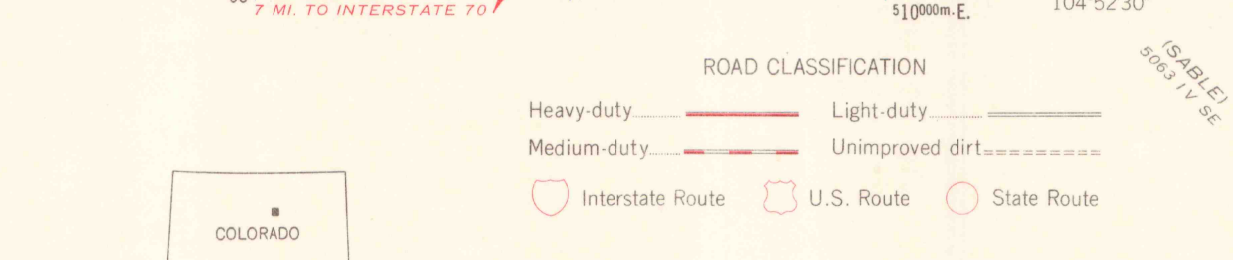 7 MI. TO INTERSTATE 70
510000m.E.
104°52'30"
(SABLE)
5063 IV SE
ROAD CLASSIFICATION
Heavy-duty Light-duty
Medium-duty Unimproved dirt
Interstate Route U.S. Route State Route
COLORADO